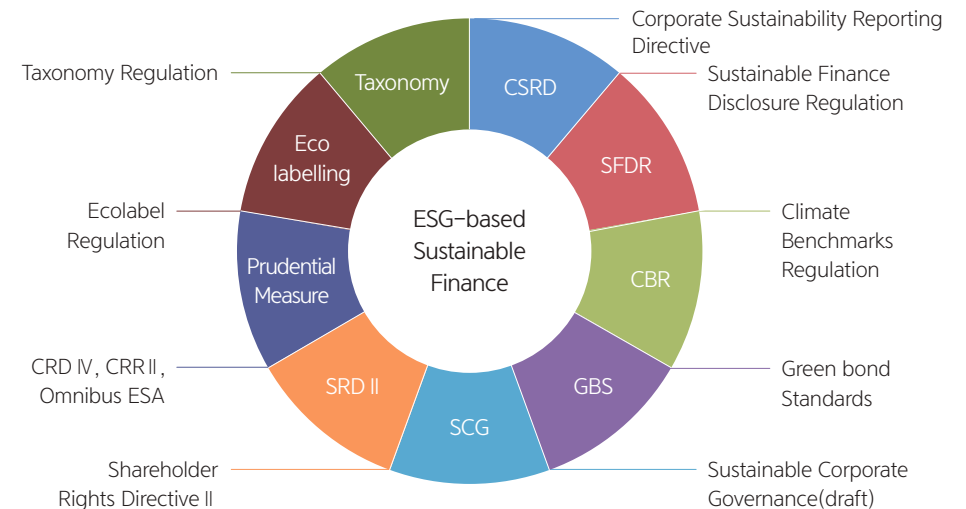 Corporate Sustainability Reporting
Directive
Taxonomy Regulation
Sustainable Finance
Disclosure Regulation
Taxonomy
CSRD
Eco
labelling
SFDR
Ecolabel
Regulation
ESG-based
Sustainable
Finance
Climate
Benchmarks
Regulation
Prudential
Measure
CBR
CRD Ⅳ, CRRⅡ,
Omnibus ESA
SRD Ⅱ
GBS
Green bond
Standards
SCG
Shareholder
Rights Directive Ⅱ
Sustainable Corporate
Governance(draft)